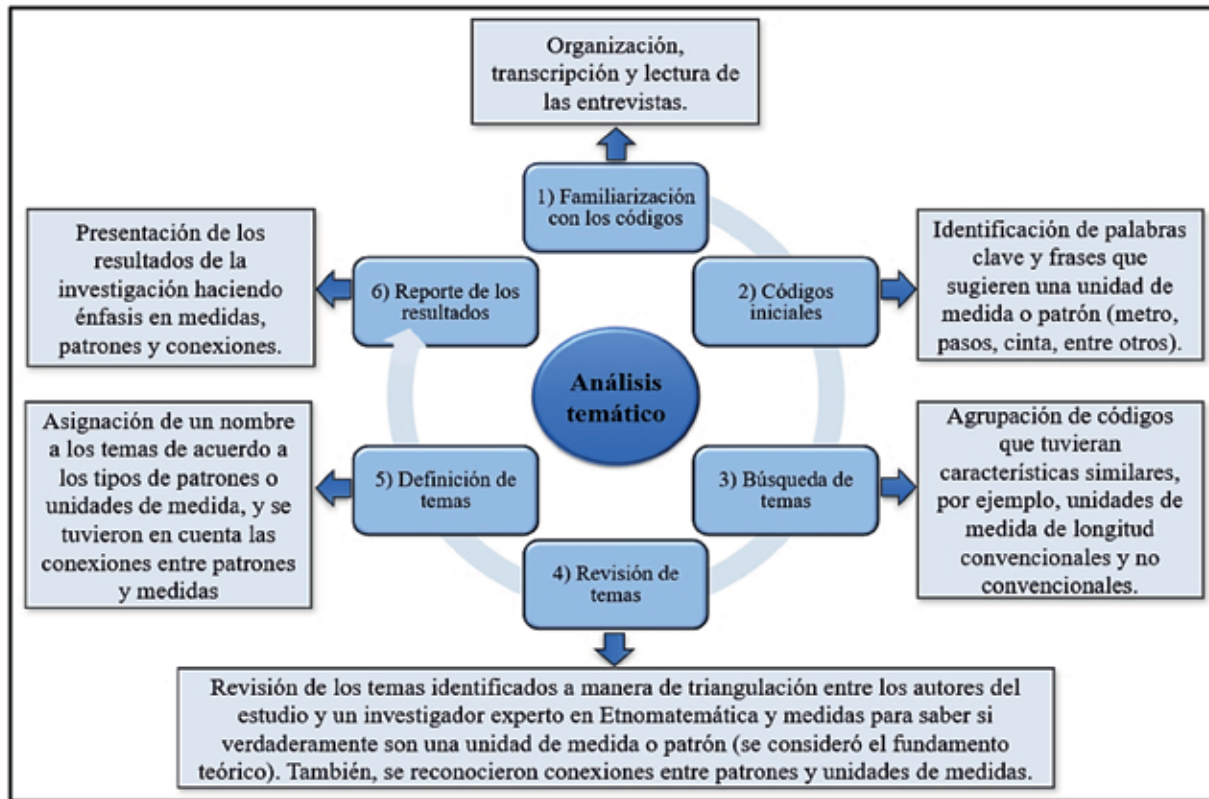 Organización,
transcripción y lectura de
las entrevistas.
1) Familiarización
con los códigos
Identificación de palabras
clave y frases que
sugieren una unidad de
medida o patrón (metro,
pasos, cinta, entre otros).
2) Códigos
iniciales
Agrupación de códigos
que tuvieran
características similares,
por ejemplo, unidades de
medida de longitud
convencionales y no
convencionales.
3) Búsqueda de
temas
4) Revisión de
temas
Revisión de los temas identificados a manera de triangulación entre los autores del
estudio y un investigador experto en Etnomatemática y medidas para saber si
verdaderamente son una unidad de medida o patrón (se consideró el fundamento
teórico). También, se reconocieron conexiones entre patrones y unidades de medidas.
5) Definición de
temas
Asignación de un nombre
a los temas de acuerdo a
los tipos de patrones o
unidades de medida, y se
tuvieron en cuenta las
conexiones entre patrones
y medidas
6) Reporte de los
resultados
Presentación de los
resultados de la
investigación haciendo
énfasis en medidas,
patrones y conexiones.
Análisis
temático